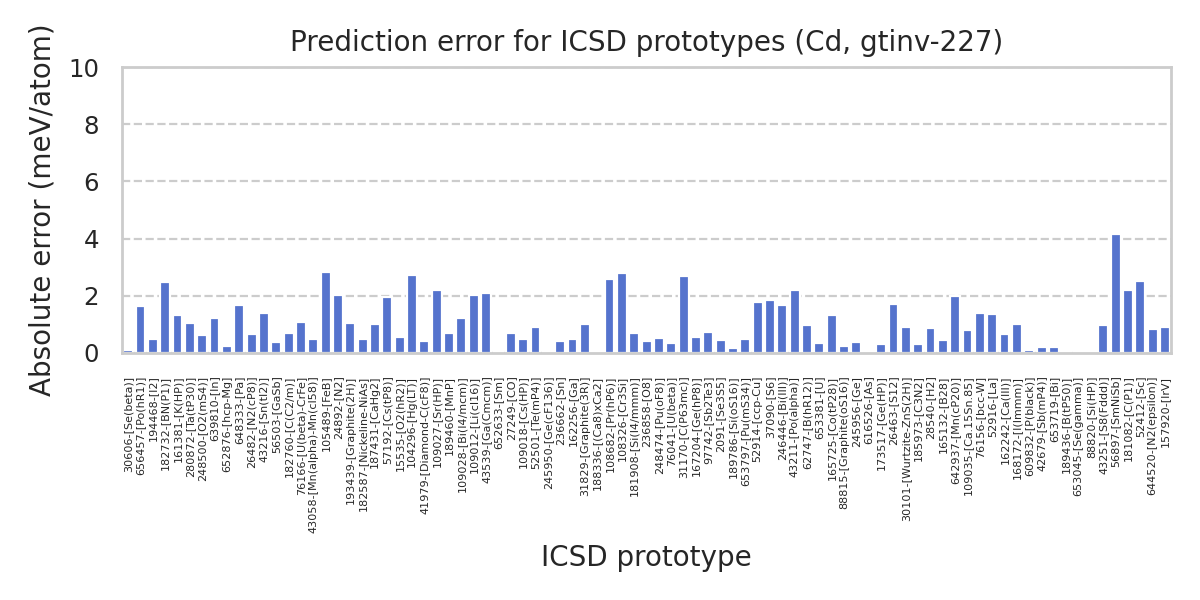 Prediction error for ICSD prototypes (Cd, gtinv-227)
Absolute error (meV/atom)
10
8
6
4
2
0
30606-[Se(beta)]
656457-[Po(hR1)]
194468-[I2]
182732-[BN(P1)]
161381-[K(HP)]
280872-[Ta(tP30)]
248500-[O2(mS4)]
639810-[In]
652876-[hcp-Mg]
648333-[Pa]
26482-[N2(cP8)]
43216-[Sn(tI2)]
56503-[GaSb]
182760-[C(C2/m)]
76166-[U(beta)-CrFe]
43058-[Mn(alpha)-Mn(cI58)]
1054899-[FeB]
24892-[N2]
193439-[Graphite(2H)]
182587-[Nickeline-NiAs]
187431-[CaHg2]
57192-[Cs(tP8)]
15535-[O2(hR2)]
104296-[Hg(LT)]
41979-[Diamond-C(cF8)]
109027-[Sr(HP)]
189460-[MnP]
109028-[Bi(I4/mcm)]
109012-[Li(cI16)]
43539-[Ga(Cmcm)]
652633-[Sm]
27249-[CO]
109018-[Cs(HP)]
52501-[Te(mP4)]
245950-[Ge(cF136)]
236662-[Sn]
162256-[Ga]
31829-[Graphite(3R)]
188336-[(Ca8)xCa2]
108682-[Pr(hP6)]
108326-[Cr3Si]
181908-[Si(I4/mmm)]
236858-[O8]
248474-[Pu(oF8)]
76041-[U(beta)]
31170-[C(P63mc)]
167204-[Ge(hP8)]
97742-[Sb2Te3]
2091-[Se3S5]
189786-[Si(oS16)]
653797-[Pu(mS34)]
52914-[ccp-Cu]
37090-[S6]
246446-[Bi(III)]
43211-[Po(alpha)]
62747-[B(hR12)]
653381-[U]
165725-[Co(tP28)]
88815-[Graphite(oS16)]
245956-[Ge]
616526-[As]
173517-[Ge(HP)]
26463-[S12]
30101-[Wurtzite-ZnS(2H)]
185973-[C3N2]
28540-[H2]
165132-[B28]
642937-[Mn(cP20)]
109035-[Ca.15Sn.85]
76156-[bcc-W]
52916-[La]
162242-[Ca(III)]
168172-[I(Immm)]
609832-[P(black)]
42679-[Sb(mP4)]
653719-[Bi]
189436-[B(tP50)]
653045-[Se(gamma)]
88820-[Si(HP)]
43251-[S8(Fddd)]
56897-[SmNiSb]
181082-[C(P1)]
52412-[Sc]
644520-[N2(epsilon)]
157920-[IrV]
ICSD prototype